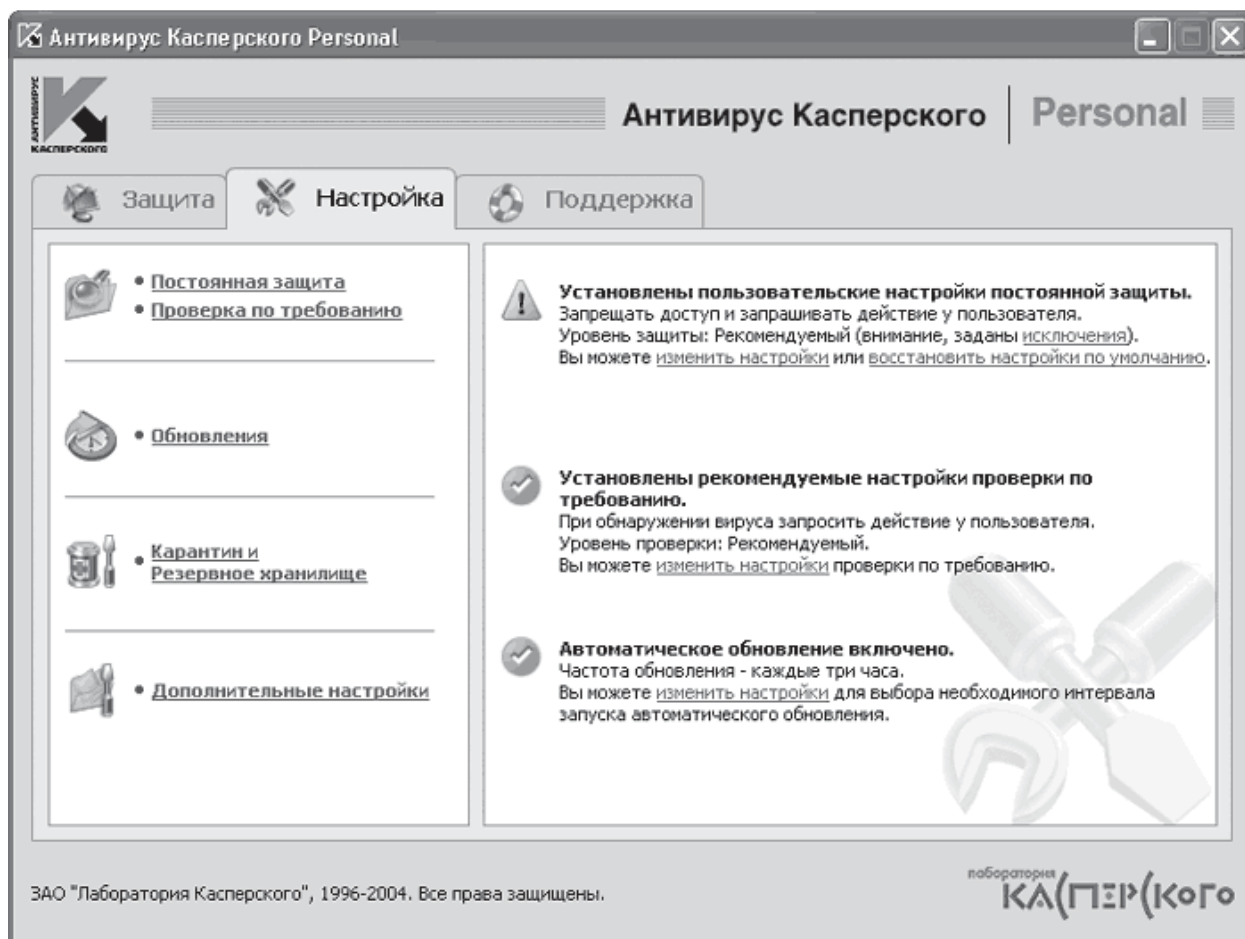 Антивирус Касперского Personal
АНТИВИРУС
КАСПЕРСКОГО
Антивирус Касперского Personal
Защита
Настройка
Поддержка
• Постоянная защита
• Проверка по требованию
• Обновления
• Карантин и
Резервное хранилище
• Дополнительные настройки
Установлены пользовательские настройки постоянной защиты.
Запрещать доступ и запрашивать действие у пользователя.
Уровень защиты: Рекомендуемый (внимание, заданы исключения).
Вы можете изменить настройки или восстановить настройки по умолчанию.
Установлены рекомендуемые настройки проверки по
требованию.
При обнаружении вируса запросить действие у пользователя.
Уровень проверки: Рекомендуемый.
Вы можете изменить настройки проверки по требованию.
Автоматическое обновление включено.
Частота обновления - каждые три часа.
Вы можете изменить настройки для выбора необходимого интервала
запуска автоматического обновления.
ЗАО "Лаборатория Касперского", 1996-2004. Все права защищены.
лаборатория
КАСПЕРСКОГО